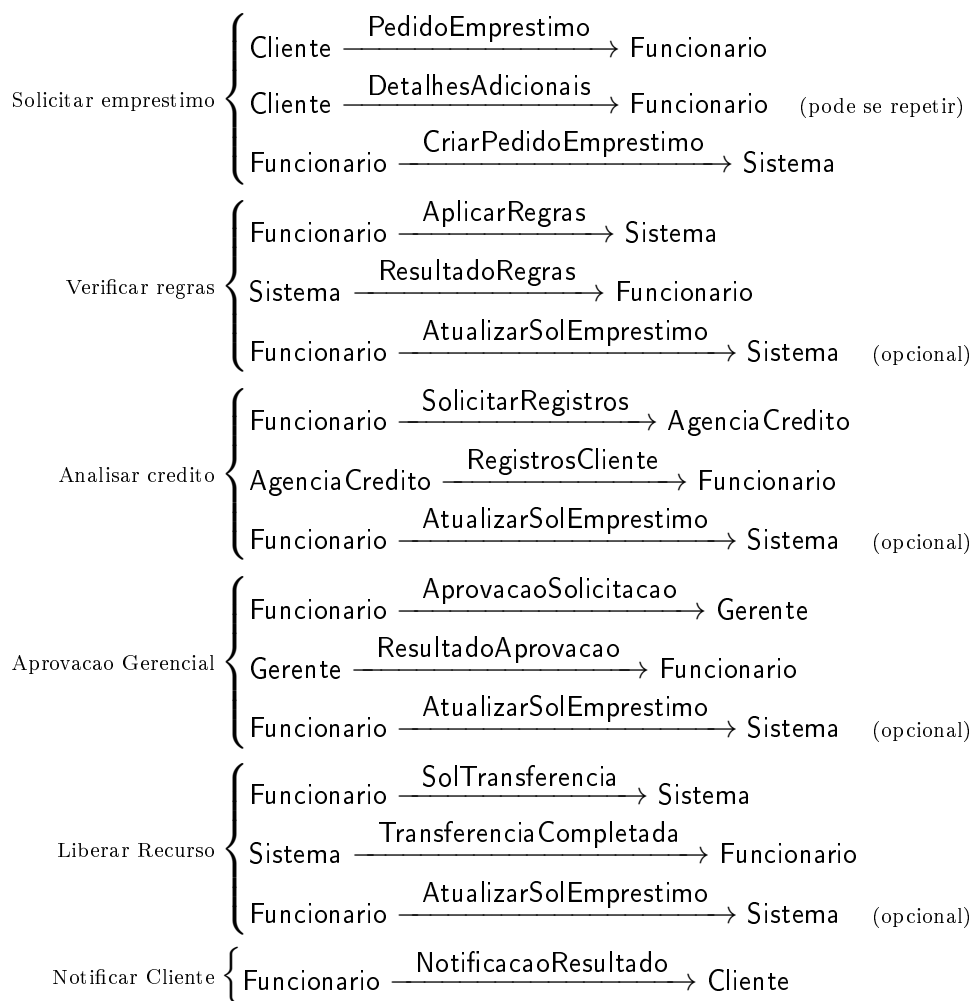 PedidoEmprestimo
Cliente → Funcionario
DetalhesAdicionais
Solicitar emprestimo Cliente → Funcionario (pode se repetir)
CriarPedidoEmprestimo
Funcionario → Sistema
AplicarRegras
Funcionario → Sistema
ResultadoRegras
Verificar regras Sistema → Funcionario
AtualizarSolEmprestimo
Funcionario → Sistema (opcional)
SolicitarRegistros
Funcionario → AgenciaCredito
RegistrosCliente
Analisar credito AgenciaCredito → Funcionario
AtualizarSolEmprestimo
Funcionario → Sistema (opcional)
AprovacaoSolicitacao
Funcionario → Gerente
ResultadoAprovacao
Aprovacao Gerencial Gerente → Funcionario
AtualizarSolEmprestimo
Funcionario → Sistema (opcional)
SolTransferencia
Funcionario → Sistema
TransferenciaCompletada
Liberar Recurso Sistema → Funcionario
AtualizarSolEmprestimo
Funcionario → Sistema (opcional)
NotificacaoResultado
Notificar Cliente Funcionario → Cliente